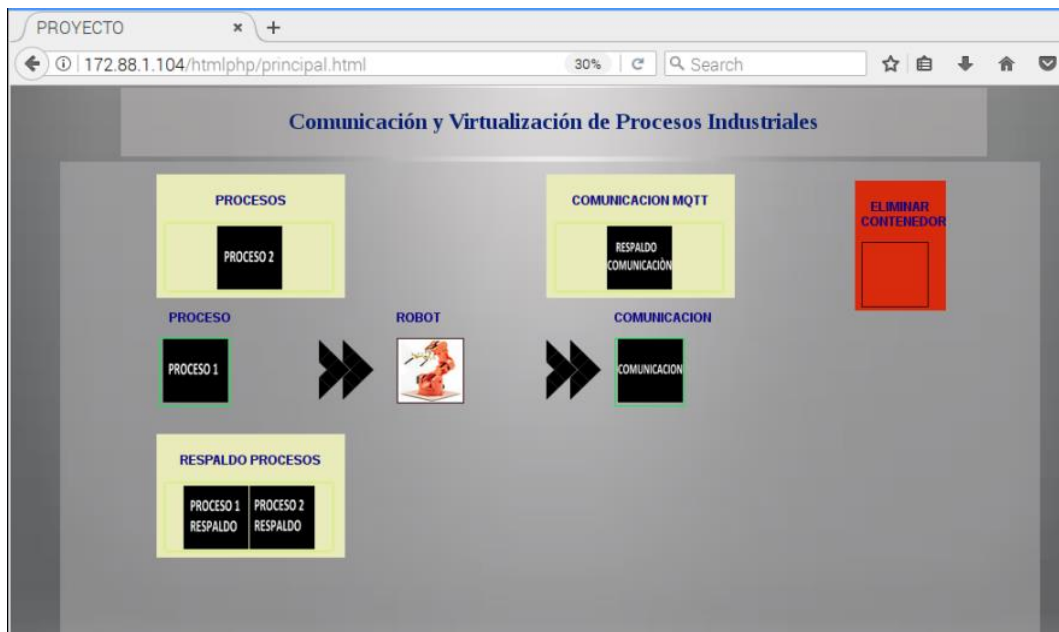 PROYECTO
172.88.1.104/htmlphp/principal.html
30%
Search
Comunicación y Virtualización de Procesos Industriales
PROCESOS
PROCESO 2
COMUNICACION MQTT
RESPALDO
COMUNICACIÒN
ELIMINAR
CONTENEDOR
PROCESO
ROBOT
COMUNICACION
PROCESO 1
COMUNICACION
RESPALDO PROCESOS
PROCESO 1
RESPALDO
PROCESO 2
RESPALDO